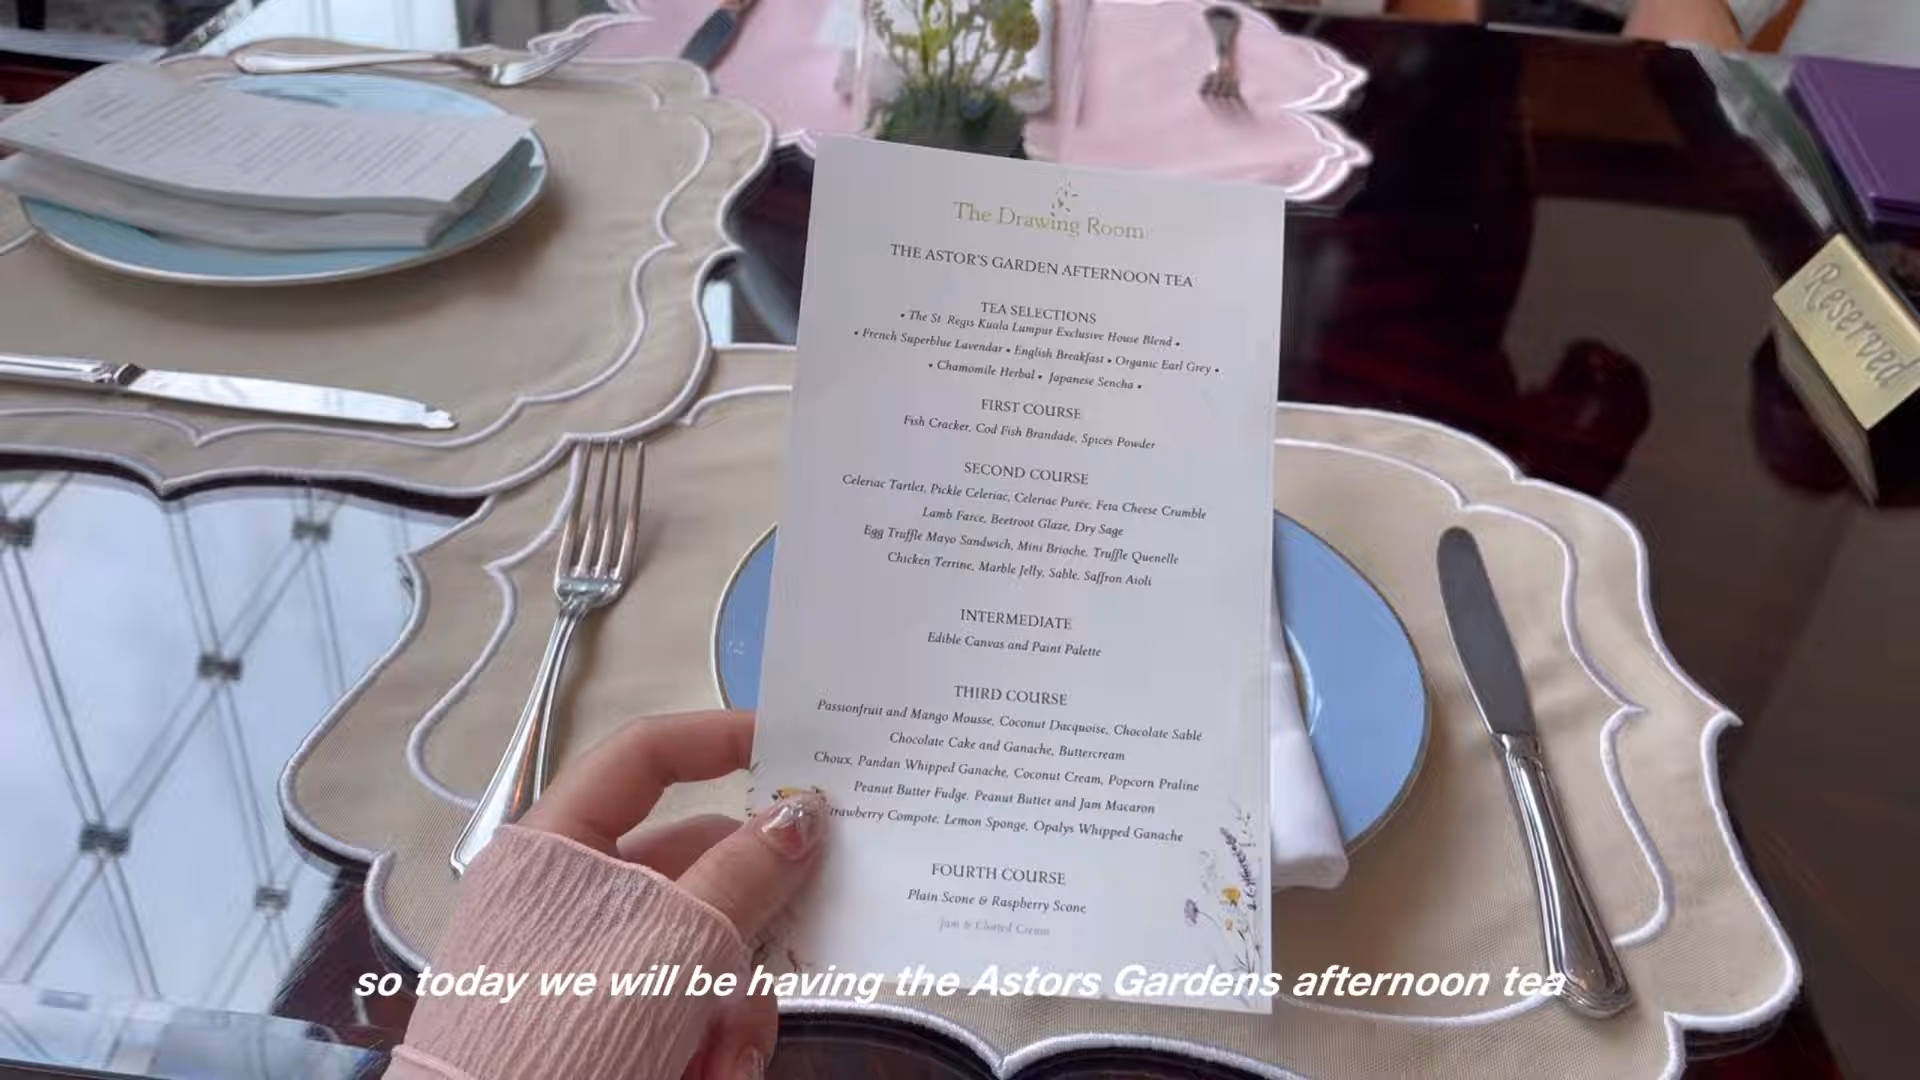 The Drawing Room
THE ASTOR'S GARDEN AFTERNOON TEA
TEA SELECTIONS
• The St. Regis Kuala Lumpur Exclusive House Blend •
• French Superblue Lavendar • English Breakfast • Organic Earl Grey •
• Chamomile Herbal • Japanese Sencha •
FIRST COURSE
Fish Cracker, Cod Fish Brandade, Spices Powder
SECOND COURSE
Celeriac Tartlet, Pickle Celeriac, Celeriac Purée, Feta Cheese Crumble
Lamb Farce, Beetroot Glaze, Dry Sage
Egg Truffle Mayo Sandwich, Mini Brioche, Truffle Quenelle
Chicken Terrine, Marble Jelly, Sable, Saffron Aioli
INTERMEDIATE
Edible Canvas and Paint Palette
THIRD COURSE
Passionfruit and Mango Mousse, Coconut Dacquoise, Chocolate Sablé
Chocolate Cake and Ganache, Buttercream
Choux, Pandan Whipped Ganache, Coconut Cream, Popcorn Praline
Peanut Butter Fudge, Peanut Butter and Jam Macaron
trawberry Compote, Lemon Sponge, Opalys Whipped Ganache
FOURTH COURSE
Plain Scone & Raspberry Scone
Jam & Clotted Cream
Reserved
so today we will be having the Astors Gardens afternoon tea